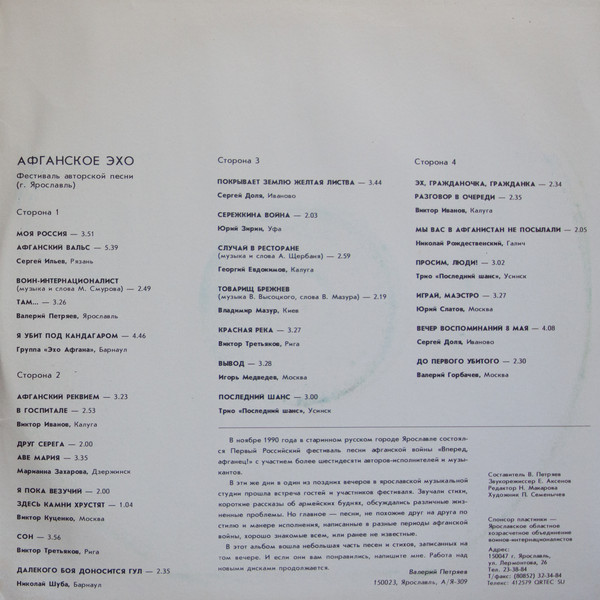 АФГАНСКОЕ ЭХО
Фестиваль авторской песни
(г. Ярославль)
Сторона 1
МОЯ РОССИЯ — 3.51
АФГАНСКИЙ ВАЛЬС — 5.39
Сергей Ильев, Рязань
ВОИН-ИНТЕРНАЦИОНАЛИСТ
(музыка и слова М. Смурова) — 2.49
ТАМ... — 3.26
Валерий Петряев, Ярославль
Я УБИТ ПОД КАНДАГАРОМ — 4.46
Группа «Эхо Афгана», Барнаул
Сторона 2
АФГАНСКИЙ РЕКВИЕМ — 3.23
В ГОСПИТАЛЕ — 2.53
Виктор Иванов, Калуга
ДРУГ СЕРЕГА — 2.00
АВЕ МАРИЯ — 3.35
Марианна Захарова, Дзержинск
Я ПОКА ВЕЗУЧИЙ — 2.00
ЗДЕСЬ КАМНИ ХРУСТЯТ — 1.04
Виктор Куценко, Москва
СОН — 3.56
Виктор Третьяков, Рига
ДАЛЕКОГО БОЯ ДОНОСИТСЯ ГУЛ — 2.35
Николай Шуба, Барнаул
Сторона 3
ПОКРЫВАЕТ ЗЕМЛЮ ЖЕЛТАЯ ЛИСТВА — 3.44
Сергей Доля, Иваново
СЕРЕЖКИНА ВОЙНА — 2.03
Юрий Зирин, Уфа
СЛУЧАЙ В РЕСТОРАНЕ
(музыка и слова А. Щербаня) — 2.59
Георгий Евдокимов, Калуга
ТОВАРИЩ БРЕЖНЕВ
(музыка В. Высоцкого, слова В. Мазура) — 2.19
Владимир Мазур, Киев
КРАСНАЯ РЕКА — 3.27
Виктор Третьяков, Рига
ВЫВОД — 3.28
Игорь Медведев, Москва
ПОСЛЕДНИЙ ШАНС — 3.00
Трио «Последний шанс», Усинск
Сторона 4
ЭХ, ГРАЖДАНОЧКА, ГРАЖДАНКА — 2.34
РАЗГОВОР В ОЧЕРЕДИ — 2.35
Виктор Иванов, Калуга
МЫ ВАС В АФГАНИСТАН НЕ ПОСЫЛАЛИ — 2.05
Николай Рождественский, Галич
ПРОСИМ, ЛЮДИ! — 3.02
Трио «Последний шанс», Усинск
ИГРАЙ, МАЭСТРО — 3.27
Юрий Слатов, Москва
ВЕЧЕР ВОСПОМИНАНИЙ 8 МАЯ — 4.08
Сергей Доля, Иваново
ДО ПЕРВОГО УБИТОГО — 2.30
Валерий Горбачев, Москва
В ноябре 1990 года в старинном русском городе Ярославле состоял-
ся Первый Российский фестиваль песни афганской войны «Вперед,
афганец!» с участием более шестидесяти авторов-исполнителей и музы-
кантов.
В эти же дни в один из поздних вечеров в ярославской музыкальной
студии прошла встреча гостей и участников фестиваля. Звучали стихи,
короткие рассказы об армейских буднях, обсуждались различные жиз-
ненные проблемы. Но главное — песни, не похожие друг на друга по
стилю и манере исполнения, написанные в разные периоды афганской
войны, хорошо знакомые всем, или ранее не известные.
В этот альбом вошла небольшая часть песен и стихов, записанных на
том вечере. И если они вам понравились, напишите мне. Работа над
новыми дисками продолжается.
Валерий Петряев
150023, Ярославль, А/Я-309
Составитель В. Петряев
Звукорежиссер Е. Аксенов
Редактор Н. Макарова
Художник П. Семенычев
Спонсор пластинки —
Ярославское областное
хозрасчетное объединение
воинов-интернационалистов
Адрес:
150047 г. Ярославль,
ул. Лермонтова, 26
Тел. 23-38-84
Т/факс: (80852) 32-34-84
Телекс: 412579 ORTEC SU